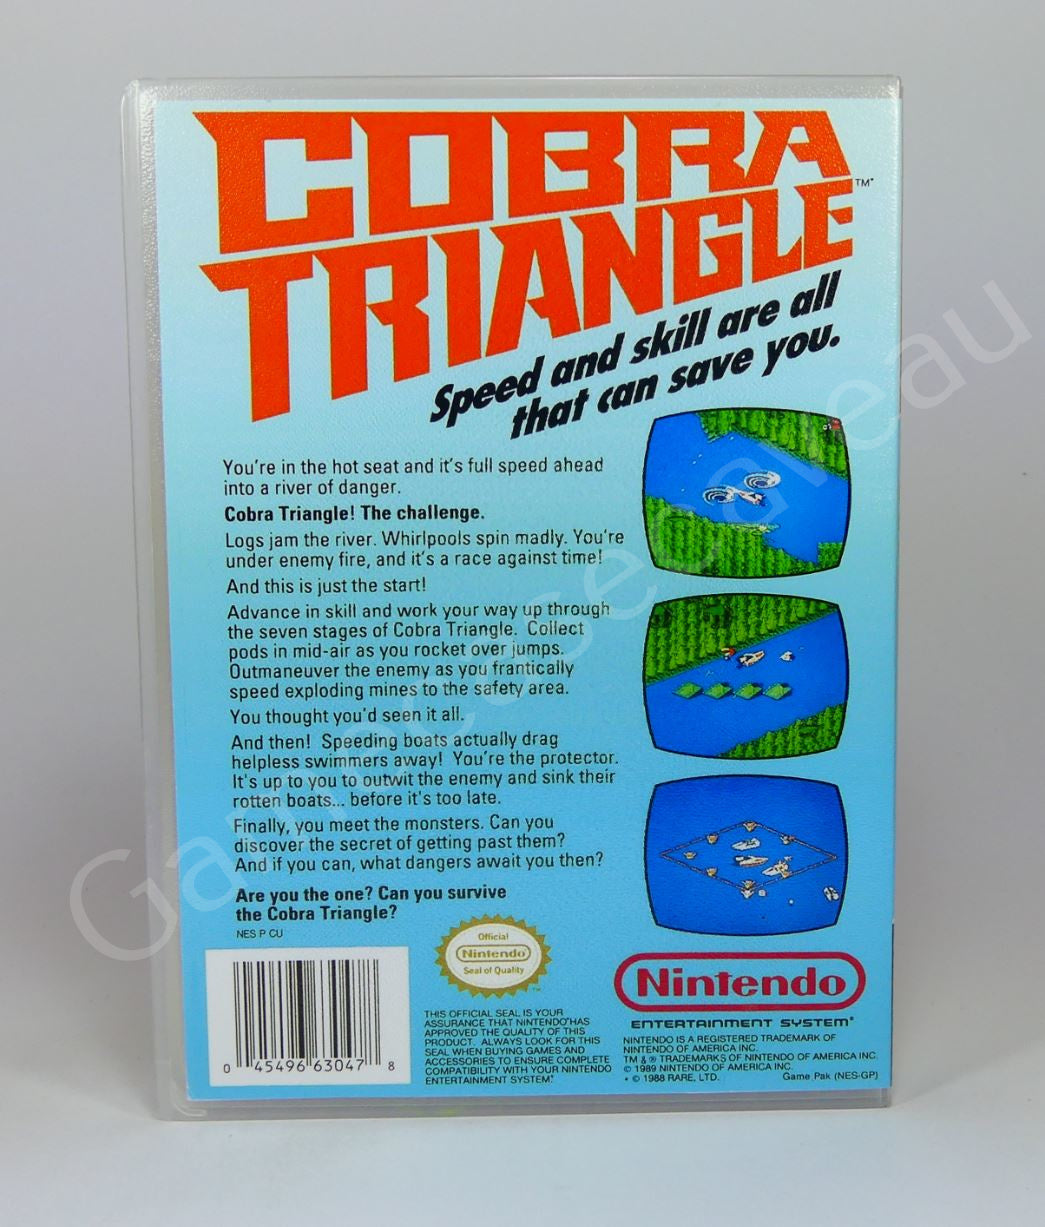 COBRA
TRIANGLE™
Speed and skill are all
that can save you.
You're in the hot seat and it's full speed ahead
into a river of danger.
Cobra Triangle! The challenge.
Logs jam the river. Whirlpools spin madly. You're
under enemy fire, and it's a race against time!
And this is just the start!
Advance in skill and work your way up through
the seven stages of Cobra Triangle. Collect
pods in mid-air as you rocket over jumps.
Outmaneuver the enemy as you frantically
speed exploding mines to the safety area.
You thought you'd seen it all.
And then! Speeding boats actually drag
helpless swimmers away! You're the protector.
It's up to you to outwit the enemy and sink their
rotten boats... before it's too late.
Finally, you meet the monsters. Can you
discover the secret of getting past them?
And if you can, what dangers await you then?
Are you the one? Can you survive
the Cobra Triangle?
NES P CU
0 45496 63047 8
Official
Nintendo
Seal of Quality
THIS OFFICIAL SEAL IS YOUR
ASSURANCE THAT NINTENDO® HAS
APPROVED THE QUALITY OF THIS
PRODUCT. ALWAYS LOOK FOR THIS
SEAL WHEN BUYING GAMES AND
ACCESSORIES TO ENSURE COMPLETE
COMPATIBILITY WITH YOUR NINTENDO
ENTERTAINMENT SYSTEM.®
Nintendo®
ENTERTAINMENT SYSTEM®
NINTENDO IS A REGISTERED TRADEMARK OF
NINTENDO OF AMERICA INC.
TM & ® TRADEMARKS OF NINTENDO OF AMERICA INC.
© 1989 NINTENDO OF AMERICA INC.
• © 1988 RARE, LTD.
Game Pak (NES-GP)
Gamecasecaveau